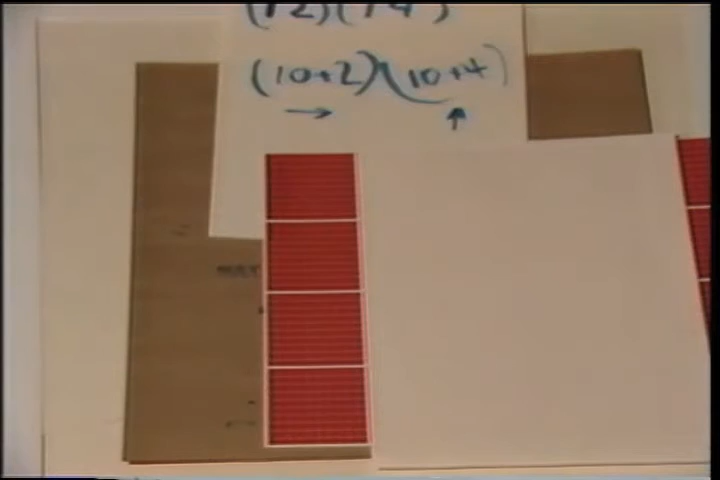 (12)(14)
(10+2)(10+4)
→ ↑